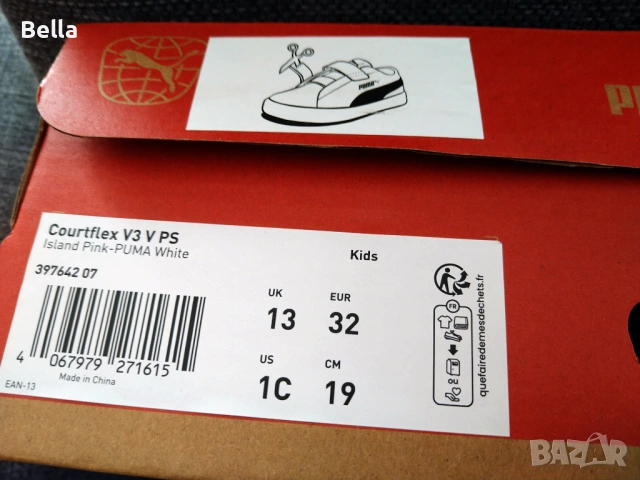 Bella
PUMA
Courtflex V3 V PS
Island Pink-PUMA White
Kids
397642 07
UK
EUR
13
32
US
CM
1C
19
4 067979 271615
EAN-13
Made in China
FR
quefairedemesdechets.fr
BAZAR